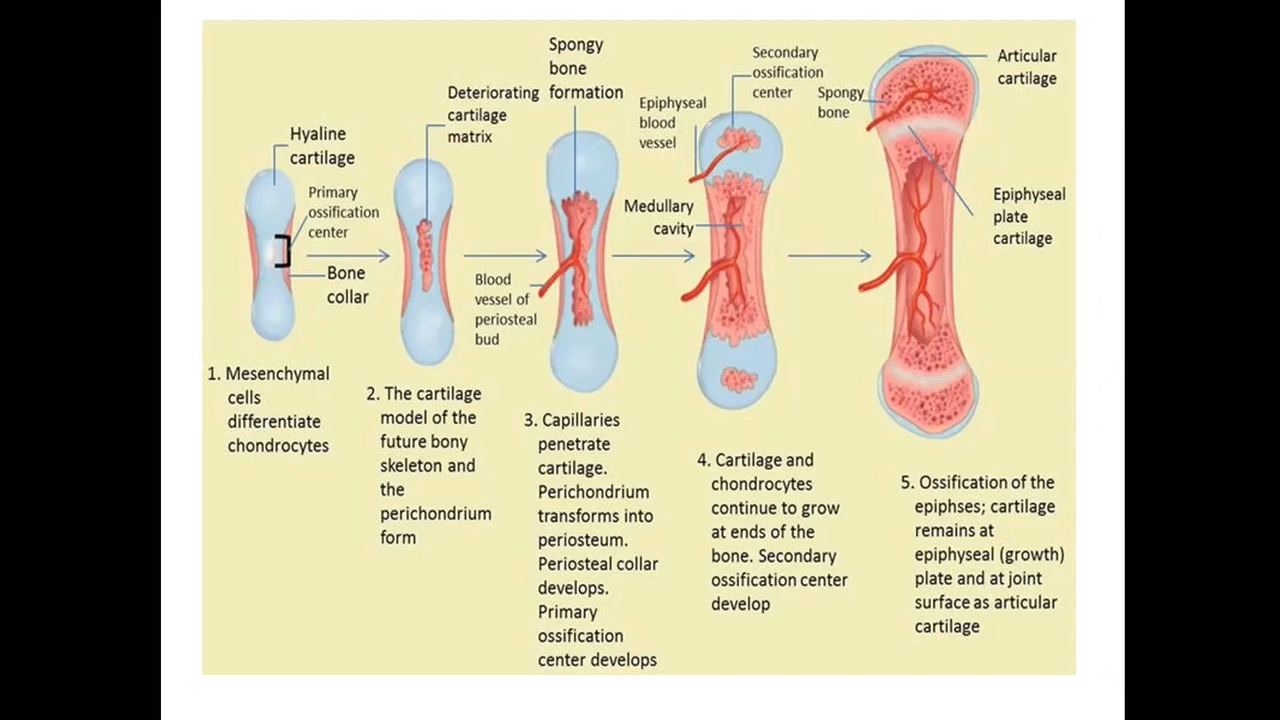 Hyaline
cartilage
Primary
ossification
center
Bone
collar
1. Mesenchymal
cells
differentiate
chondrocytes
Deteriorating
cartilage
matrix
2. The cartilage
model of the
future bony
skeleton and
the
perichondrium
form
Spongy
bone
formation
Blood
vessel of
periosteal
bud
3. Capillaries
penetrate
cartilage.
Perichondrium
transforms into
periosteum.
Periosteal collar
develops.
Primary
ossification
center develops
Secondary
ossification
center
Epiphyseal
blood
vessel
Medullary
cavity
4. Cartilage and
chondrocytes
continue to grow
at ends of the
bone. Secondary
ossification center
develop
Articular
cartilage
Spongy
bone
Epiphyseal
plate
cartilage
5. Ossification of the
epiphses; cartilage
remains at
epiphyseal (growth)
plate and at joint
surface as articular
cartilage